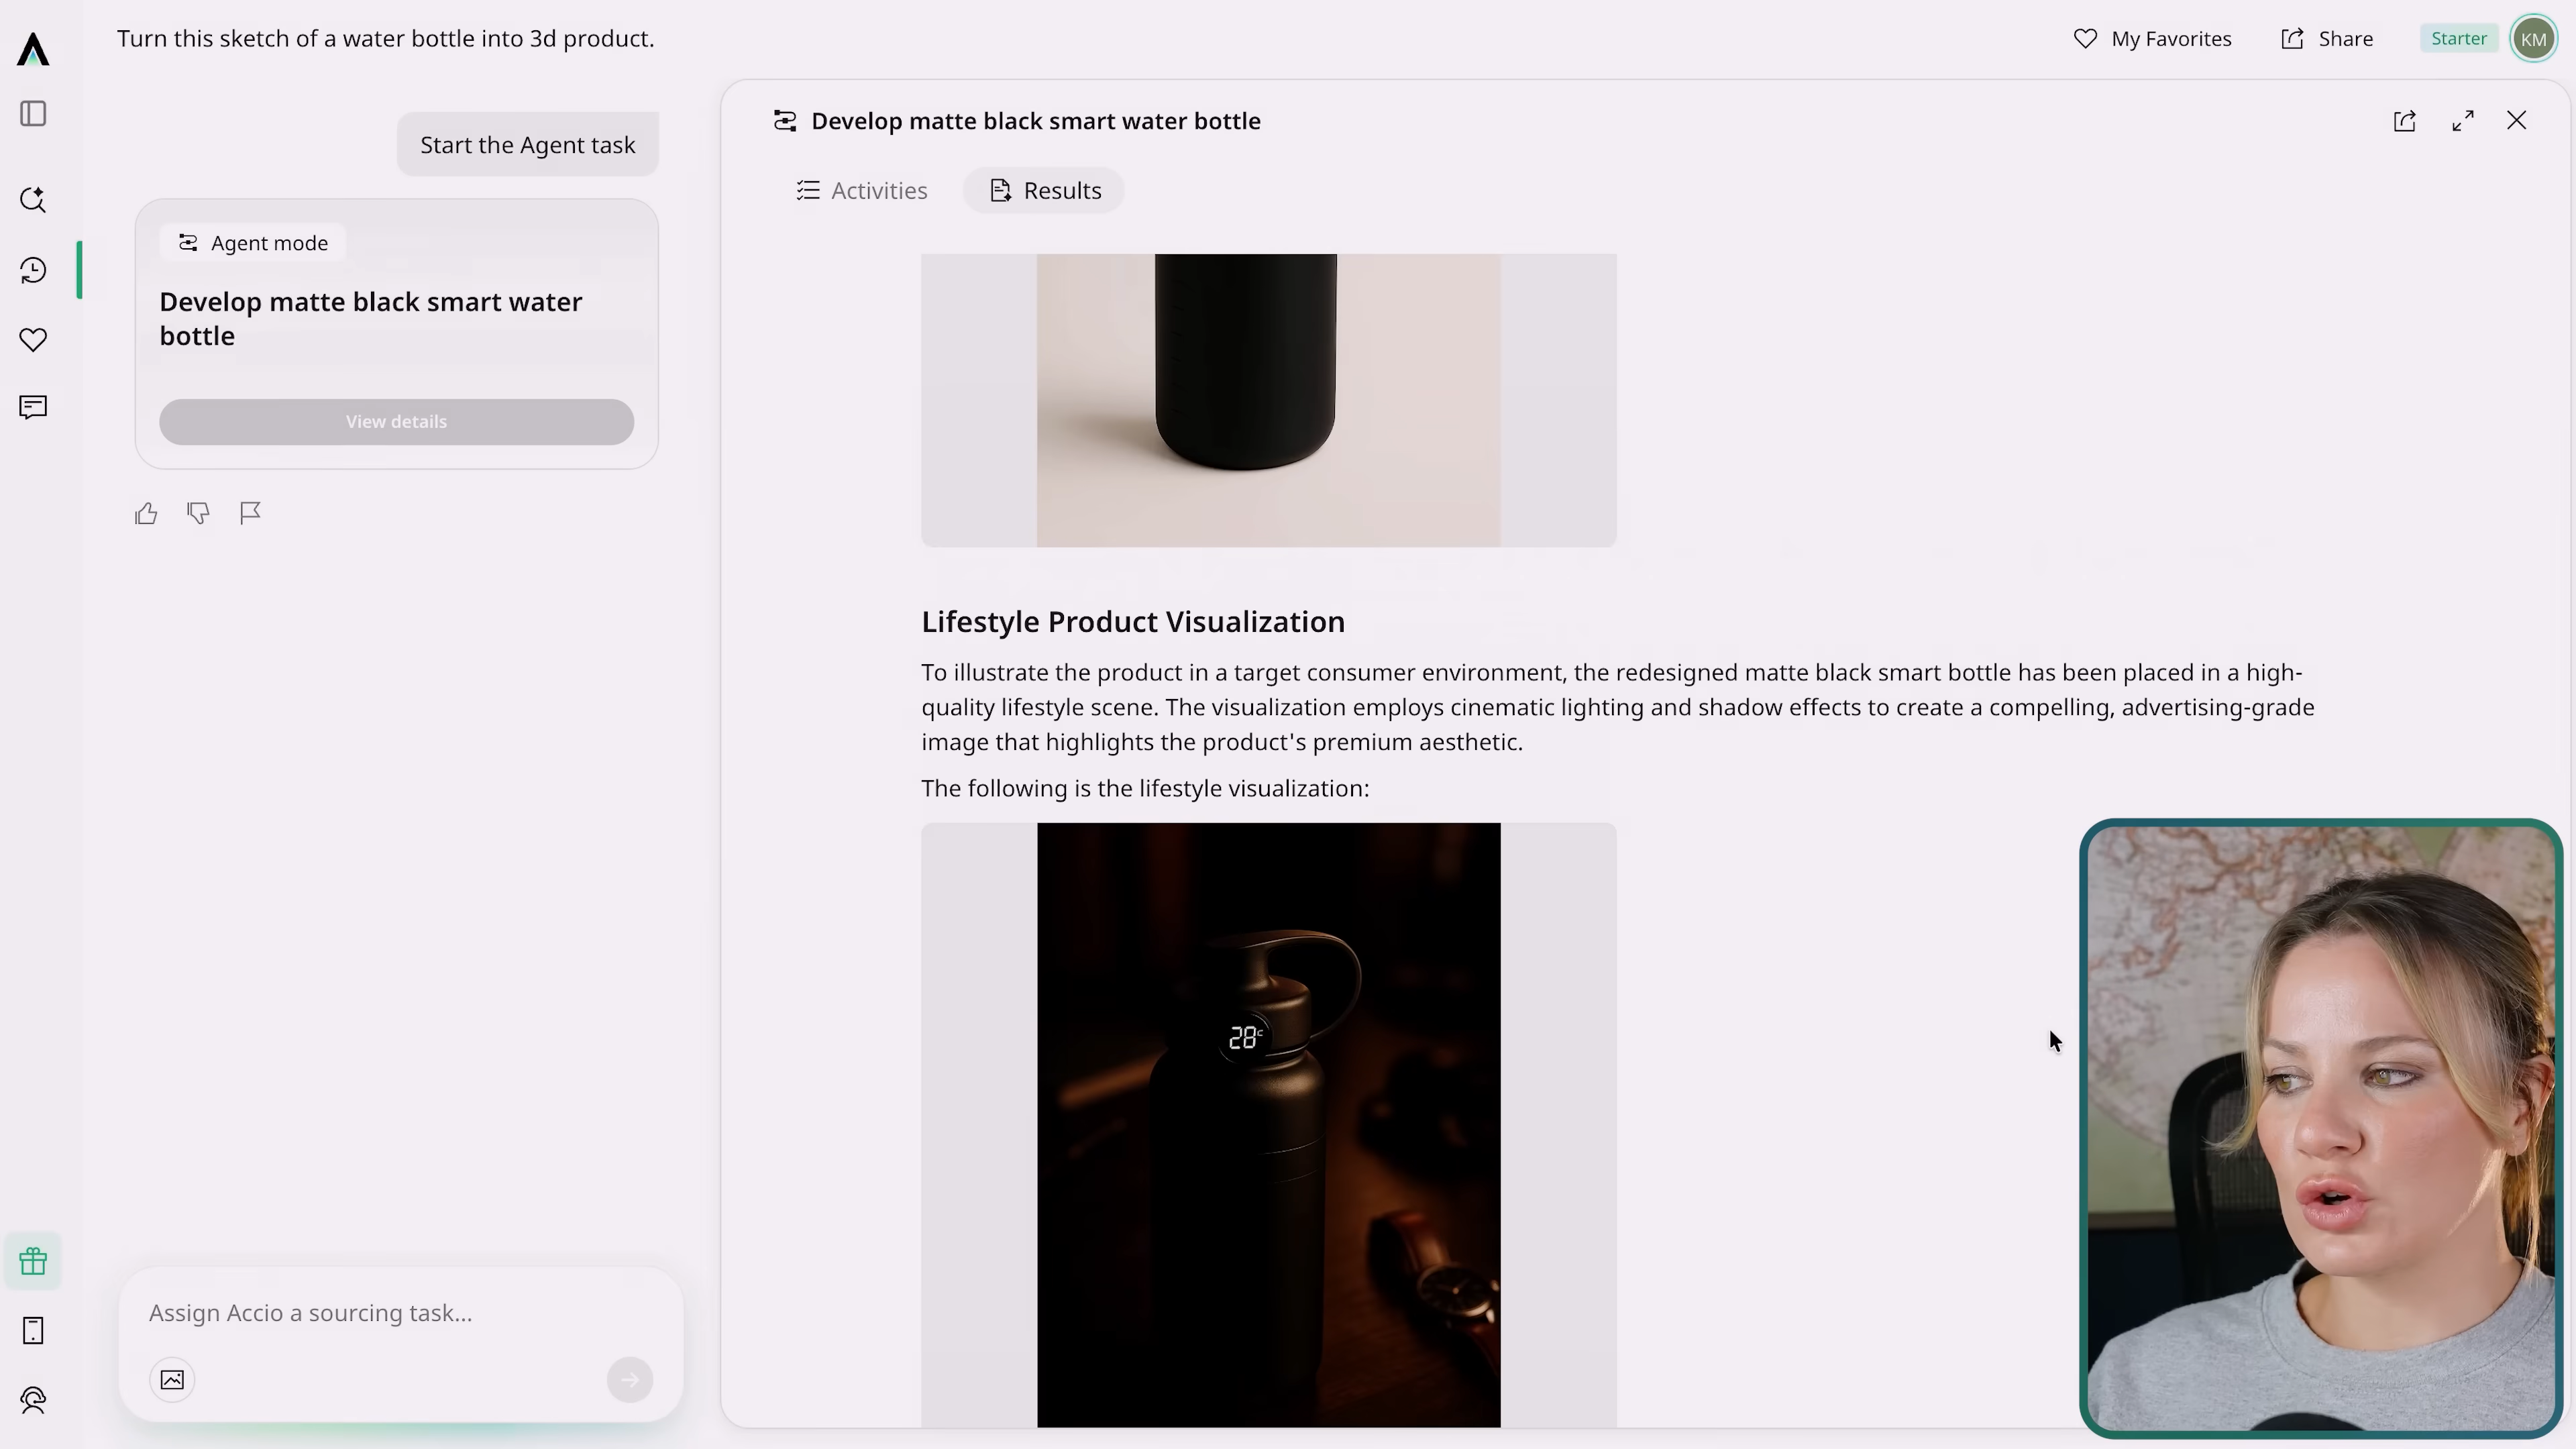 Turn this sketch of a water bottle into 3d product.
My Favorites
Share
Starter
KM
Start the Agent task
Agent mode
Develop matte black smart water
bottle
View details
Assign Accio a sourcing task...
Develop matte black smart water bottle
Activities
Results
Lifestyle Product Visualization
To illustrate the product in a target consumer environment, the redesigned matte black smart bottle has been placed in a high-
quality lifestyle scene. The visualization employs cinematic lighting and shadow effects to create a compelling, advertising-grade
image that highlights the product's premium aesthetic.
The following is the lifestyle visualization:
28c